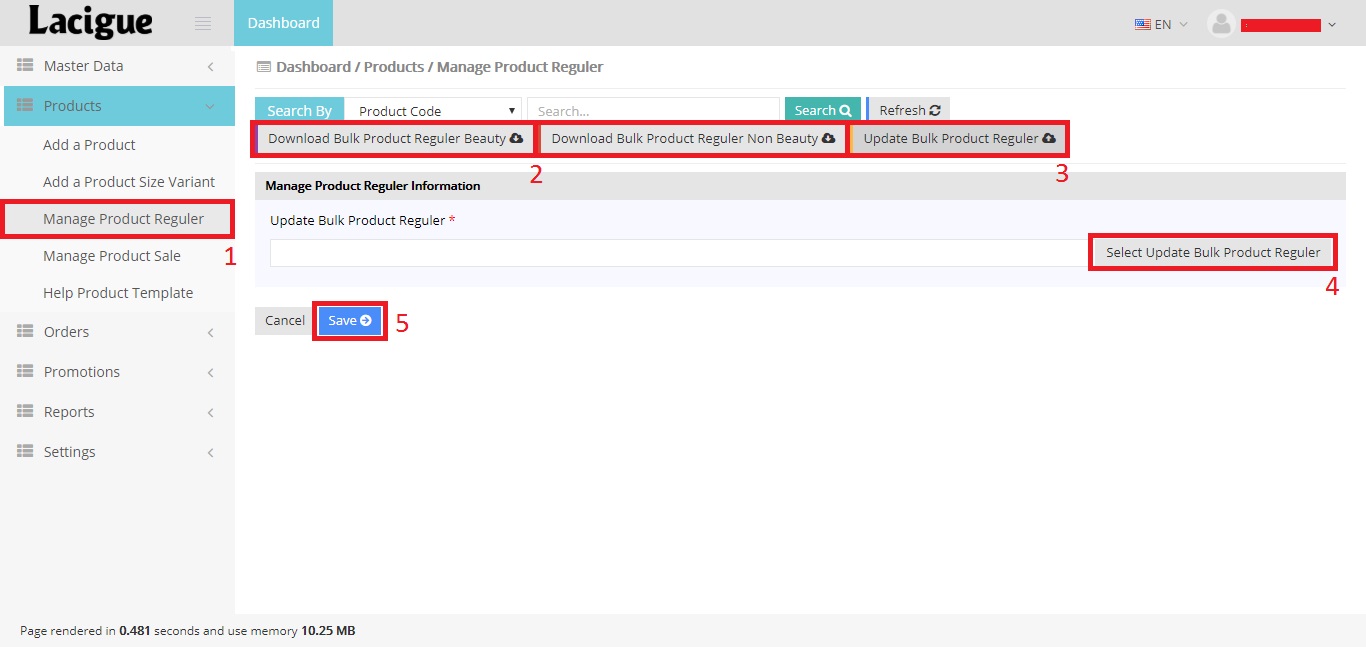 Lacigue
Dashboard
EN
Master Data
Products
Add a Product
Add a Product Size Variant
Manage Product Reguler
1
Manage Product Sale
Help Product Template
Orders
Promotions
Reports
Settings
Dashboard / Products / Manage Product Reguler
Search By Product Code Search... Search Refresh
Download Bulk Product Reguler Beauty Download Bulk Product Reguler Non Beauty Update Bulk Product Reguler
2 3
Manage Product Reguler Information
Update Bulk Product Reguler *
Select Update Bulk Product Reguler
4
Cancel Save 5
Page rendered in 0.481 seconds and use memory 10.25 MB